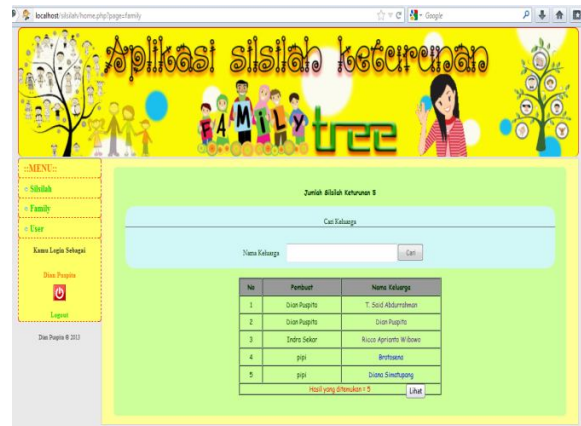 localhost/silsilah/home.php?page=family
Google
Aplikasi silsilah keturunan
FAMILY tree
::MENU::
Silsilah
Family
User
Kamu Login Sebagai
Dian Puspita
Logout
Dian Puspita © 2013
Jumlah Silsilah Keturunan 5
Cari Keluarga
Nama Keluarga Cari
No Pembuat Nama Keluarga
1 Dian Puspita T. Said Abdurrahman
2 Dian Puspita Dian Puspita
3 Indra Sekar Ricco Aprianto Wibowo
4 pipi Bratasena
5 pipi Diana Simatupang
Hasil yang ditemukan = 5 Lihat